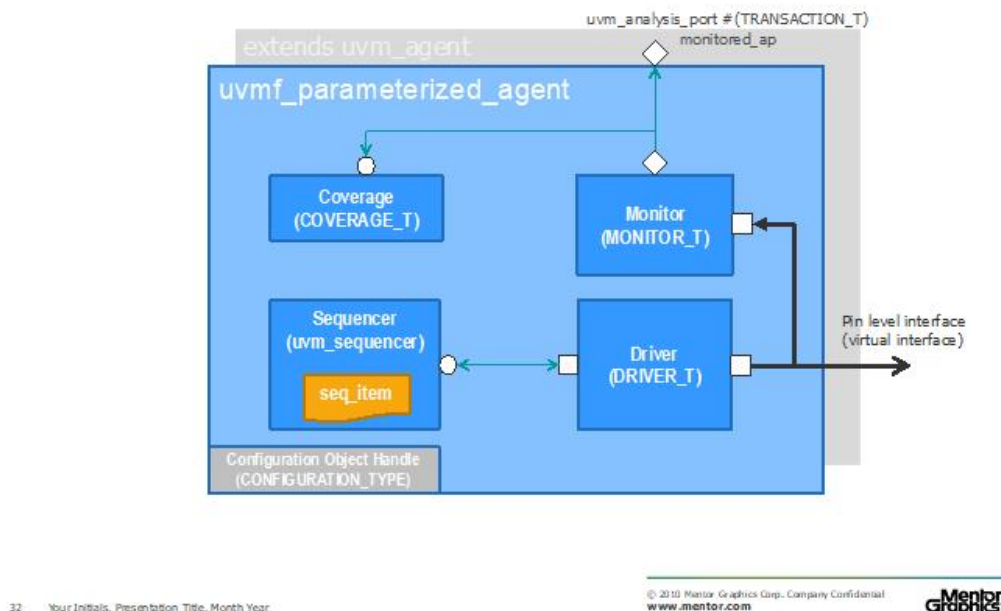 uvm_analysis_port #(TRANSACTION_T)
monitored_ap
extends uvm_agent
uvmf_parameterized_agent
Coverage
(COVERAGE_T)
Monitor
(MONITOR_T)
Sequencer
(uvm_sequencer)
seq_item
Driver
(DRIVER_T)
Pin level interface
(virtual interface)
Configuration Object Handle
(CONFIGURATION_TYPE)
32 Your Initials, Presentation Title, Month Year
© 2010 Mentor Graphics Corp. Company Confidential
www.mentor.com
Mentor
Graphics